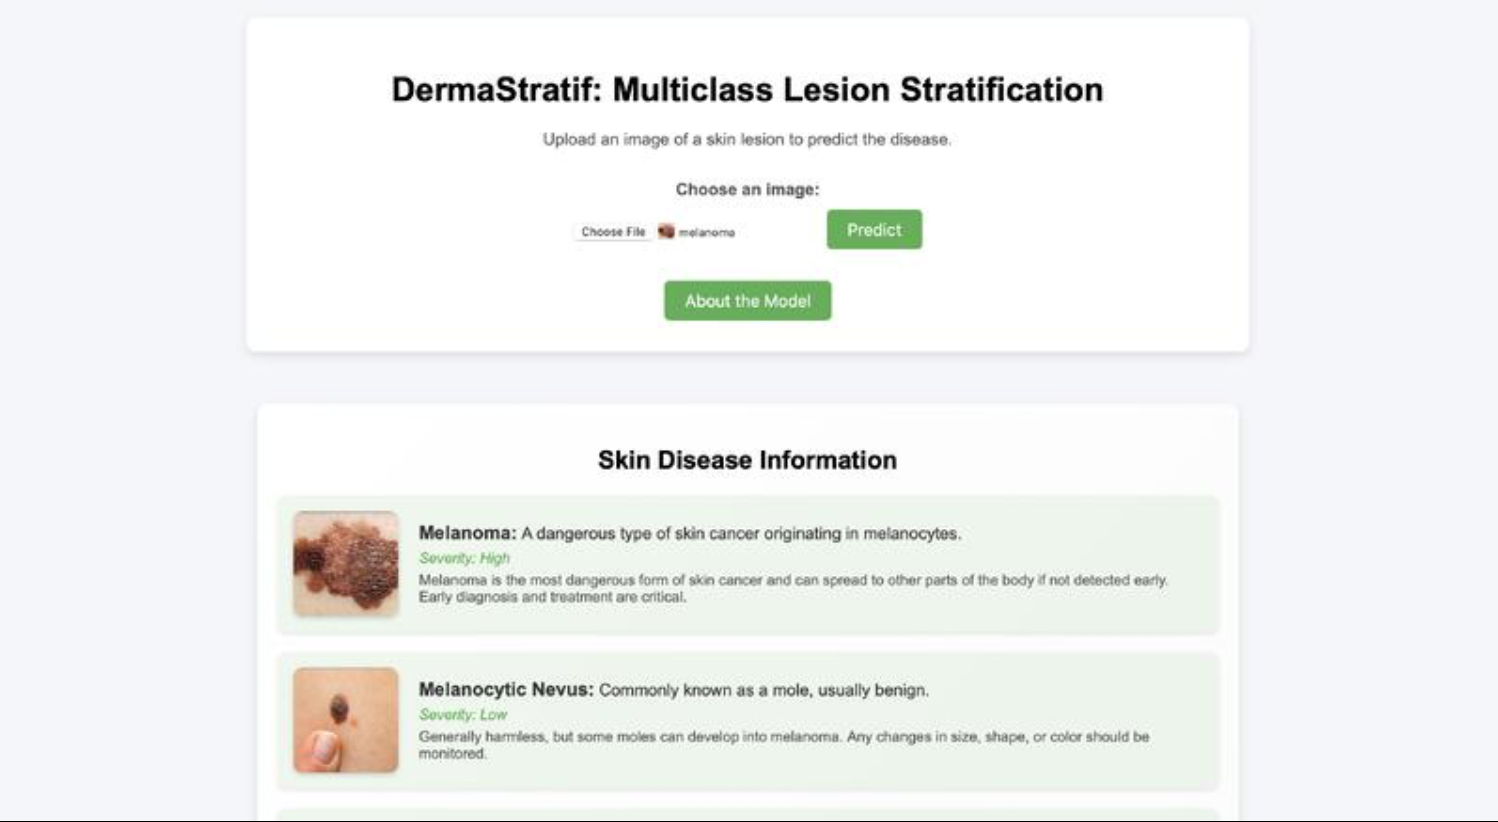 DermaStratif: Multiclass Lesion Stratification
Upload an image of a skin lesion to predict the disease.
Choose an image:
Choose File melanoma Predict
About the Model
Skin Disease Information
Melanoma: A dangerous type of skin cancer originating in melanocytes.
Severity: High
Melanoma is the most dangerous form of skin cancer and can spread to other parts of the body if not detected early.
Early diagnosis and treatment are critical.
Melanocytic Nevus: Commonly known as a mole, usually benign.
Severity: Low
Generally harmless, but some moles can develop into melanoma. Any changes in size, shape, or color should be
monitored.